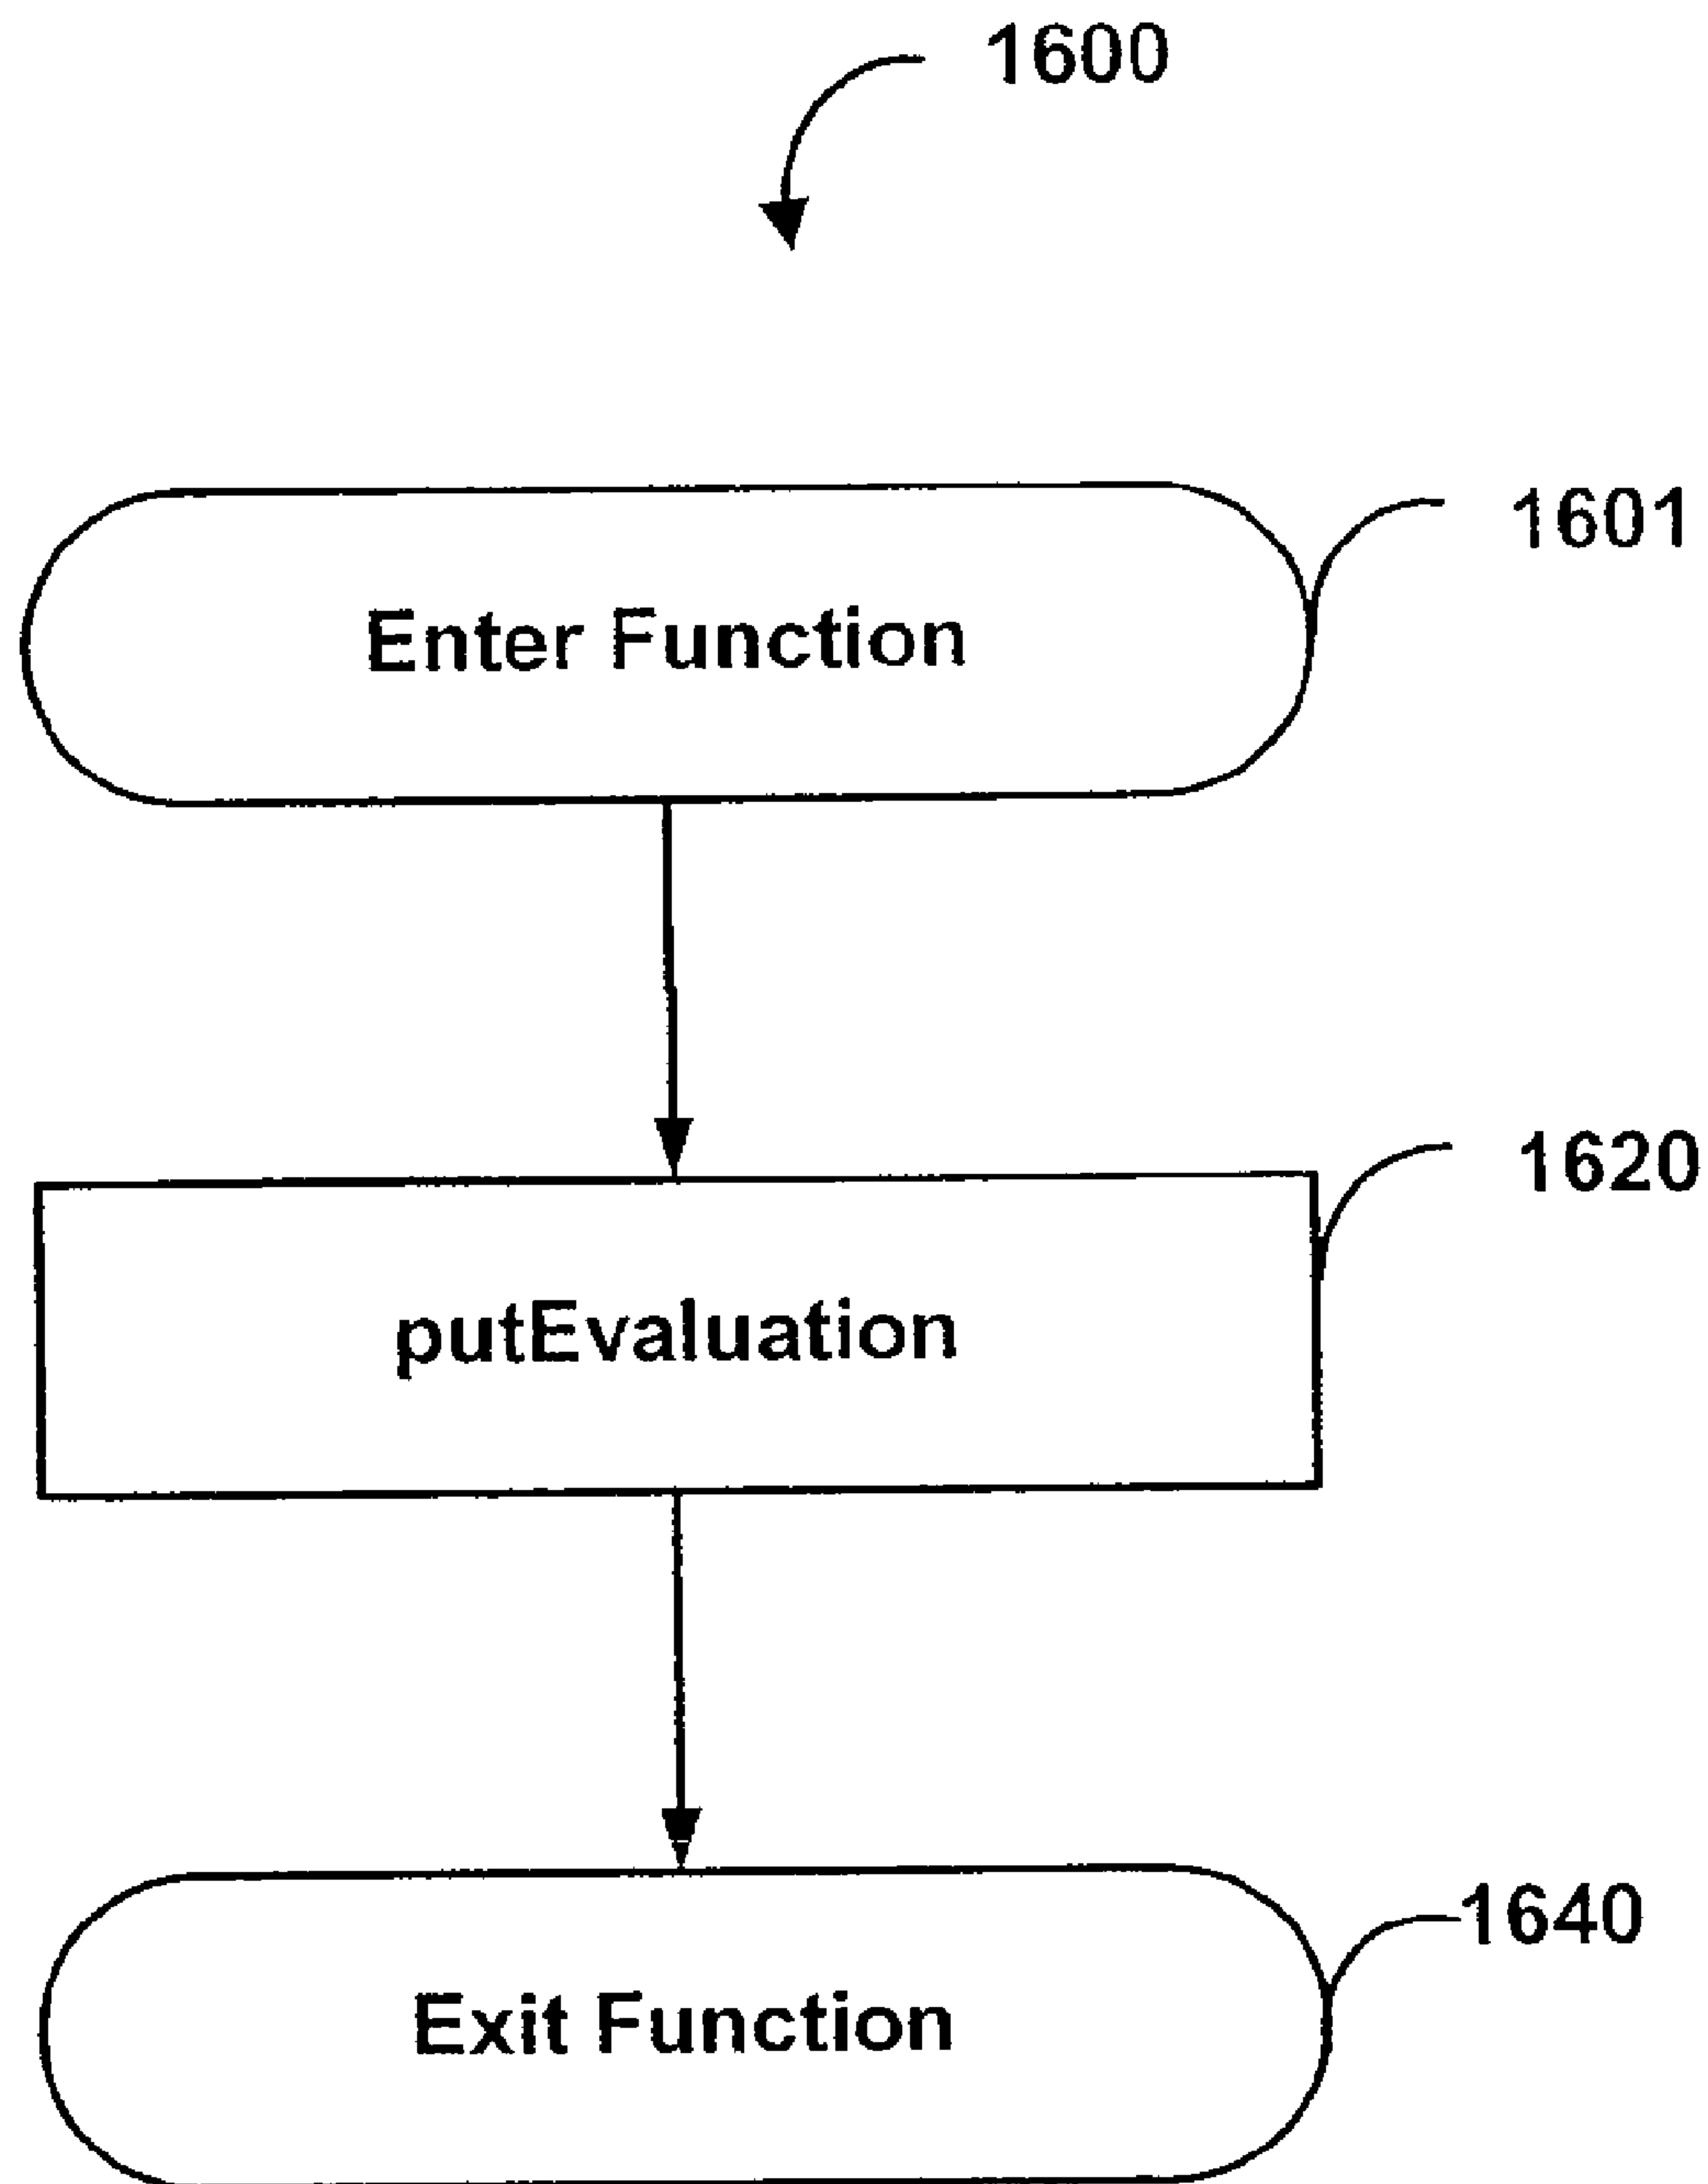 1600
1601
Enter Function
1620
putEvaluation
1640
Exit Function